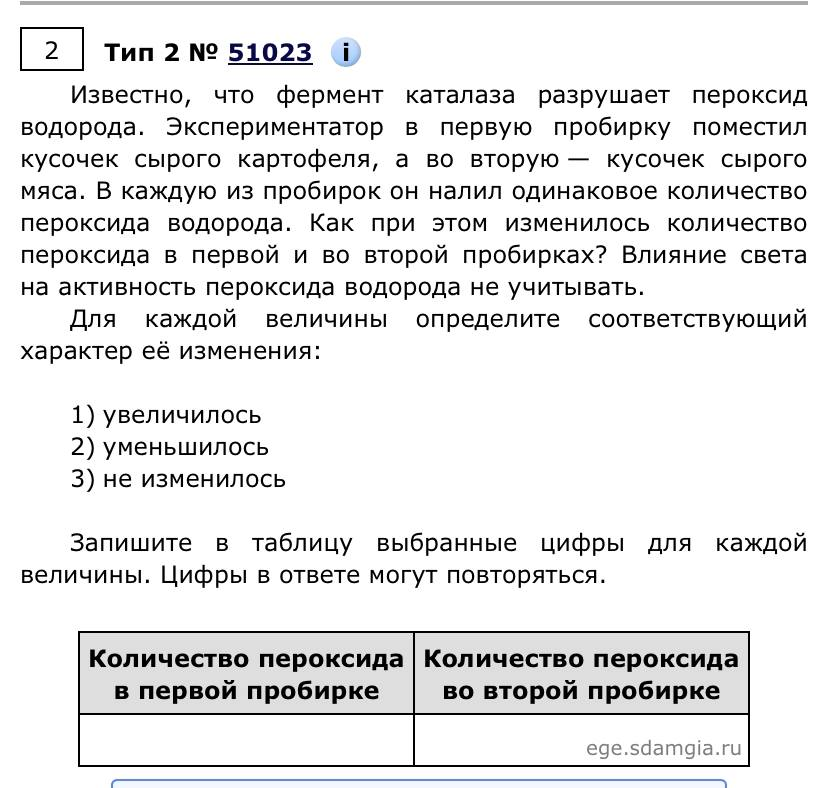 2 Тип 2 № 51023 i
Известно, что фермент каталаза разрушает пероксид
водорода. Экспериментатор в первую пробирку поместил
кусочек сырого картофеля, а во вторую — кусочек сырого
мяса. В каждую из пробирок он налил одинаковое количество
пероксида водорода. Как при этом изменилось количество
пероксида в первой и во второй пробирках? Влияние света
на активность пероксида водорода не учитывать.
Для каждой величины определите соответствующий
характер её изменения:
1) увеличилось
2) уменьшилось
3) не изменилось
Запишите в таблицу выбранные цифры для каждой
величины. Цифры в ответе могут повторяться.
Количество пероксида
в первой пробирке
Количество пероксида
во второй пробирке
ege.sdamgia.ru